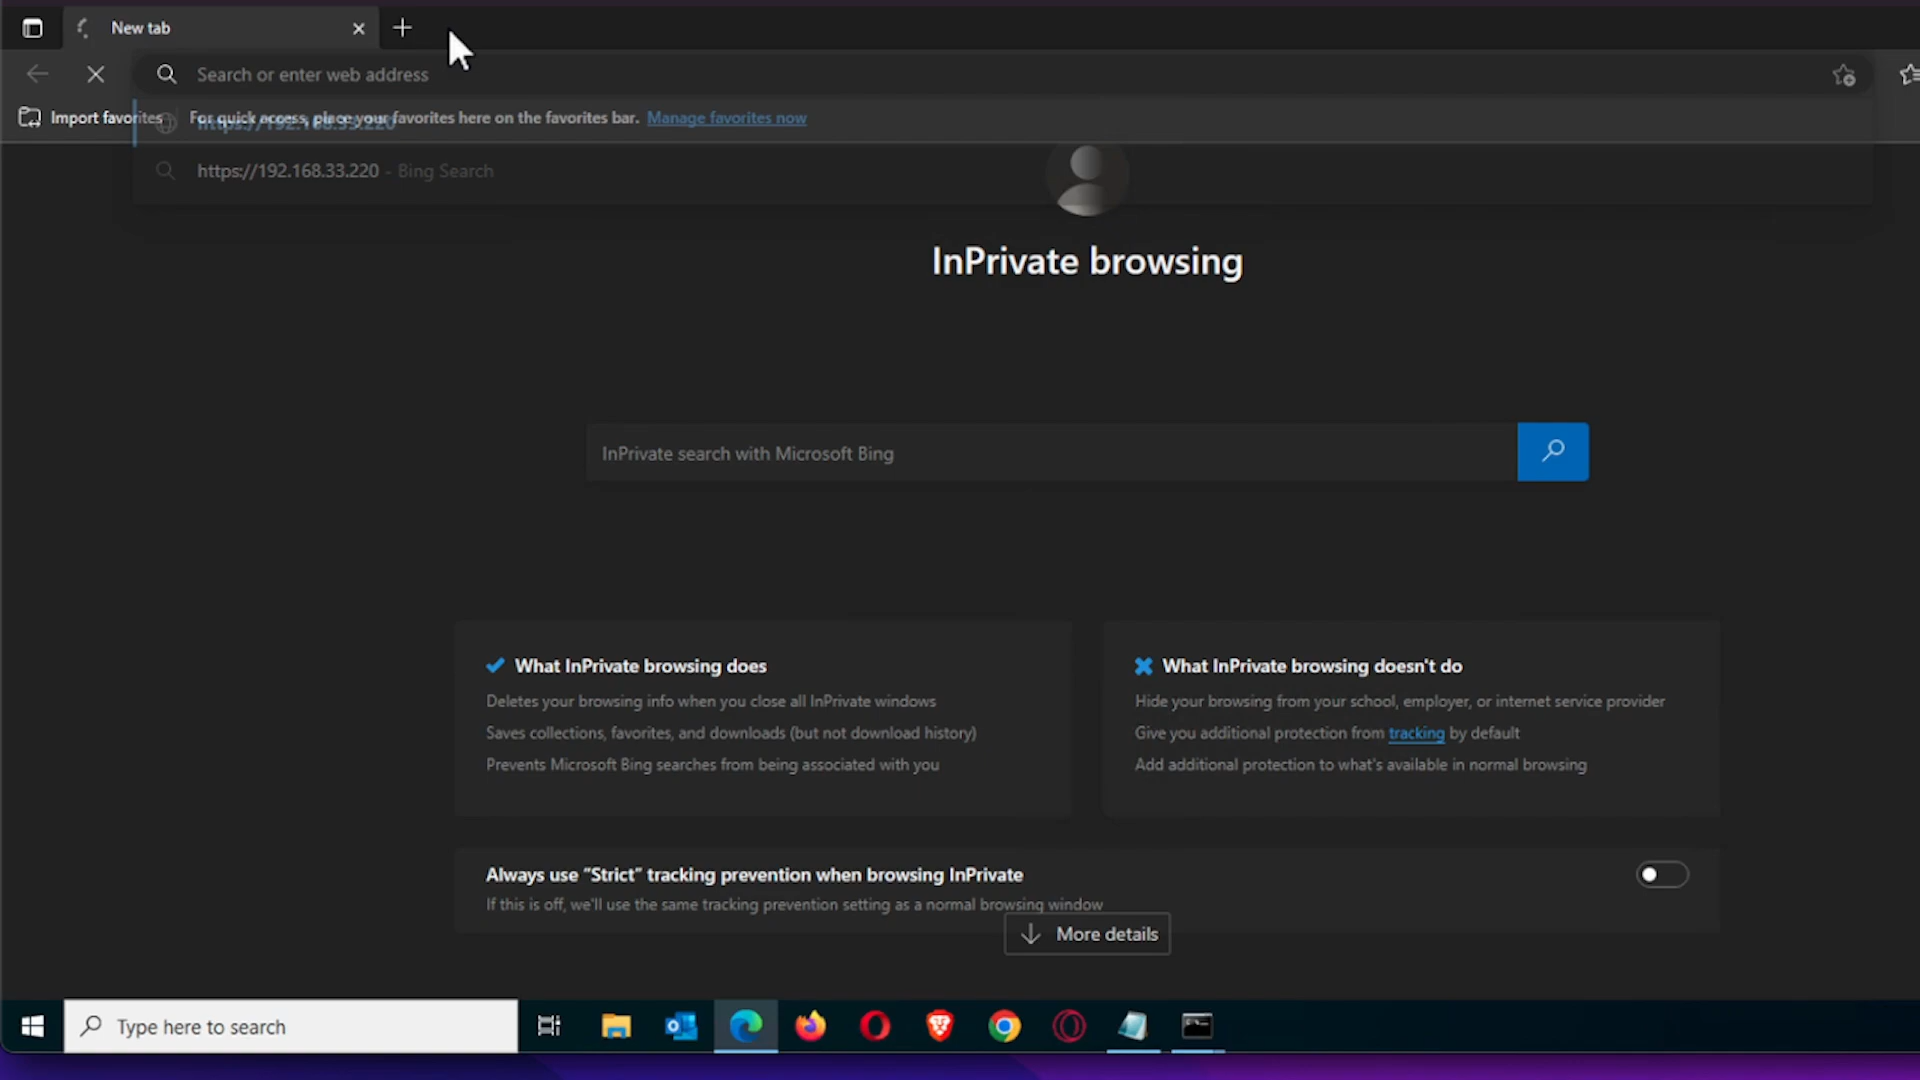 New tab
Search or enter web address
Import favorites For quick access, place your favorites here on the favorites bar. Manage favorites now
https://192.168.33.220
https://192.168.33.220 - Bing Search
InPrivate browsing
InPrivate search with Microsoft Bing
What InPrivate browsing does
Deletes your browsing info when you close all InPrivate windows
Saves collections, favorites, and downloads (but not download history)
Prevents Microsoft Bing searches from being associated with you
What InPrivate browsing doesn't do
Hide your browsing from your school, employer, or internet service provider
Give you additional protection from tracking by default
Add additional protection to what's available in normal browsing
Always use “Strict” tracking prevention when browsing InPrivate
If this is off, we'll use the same tracking prevention setting as a normal browsing window
More details
Type here to search